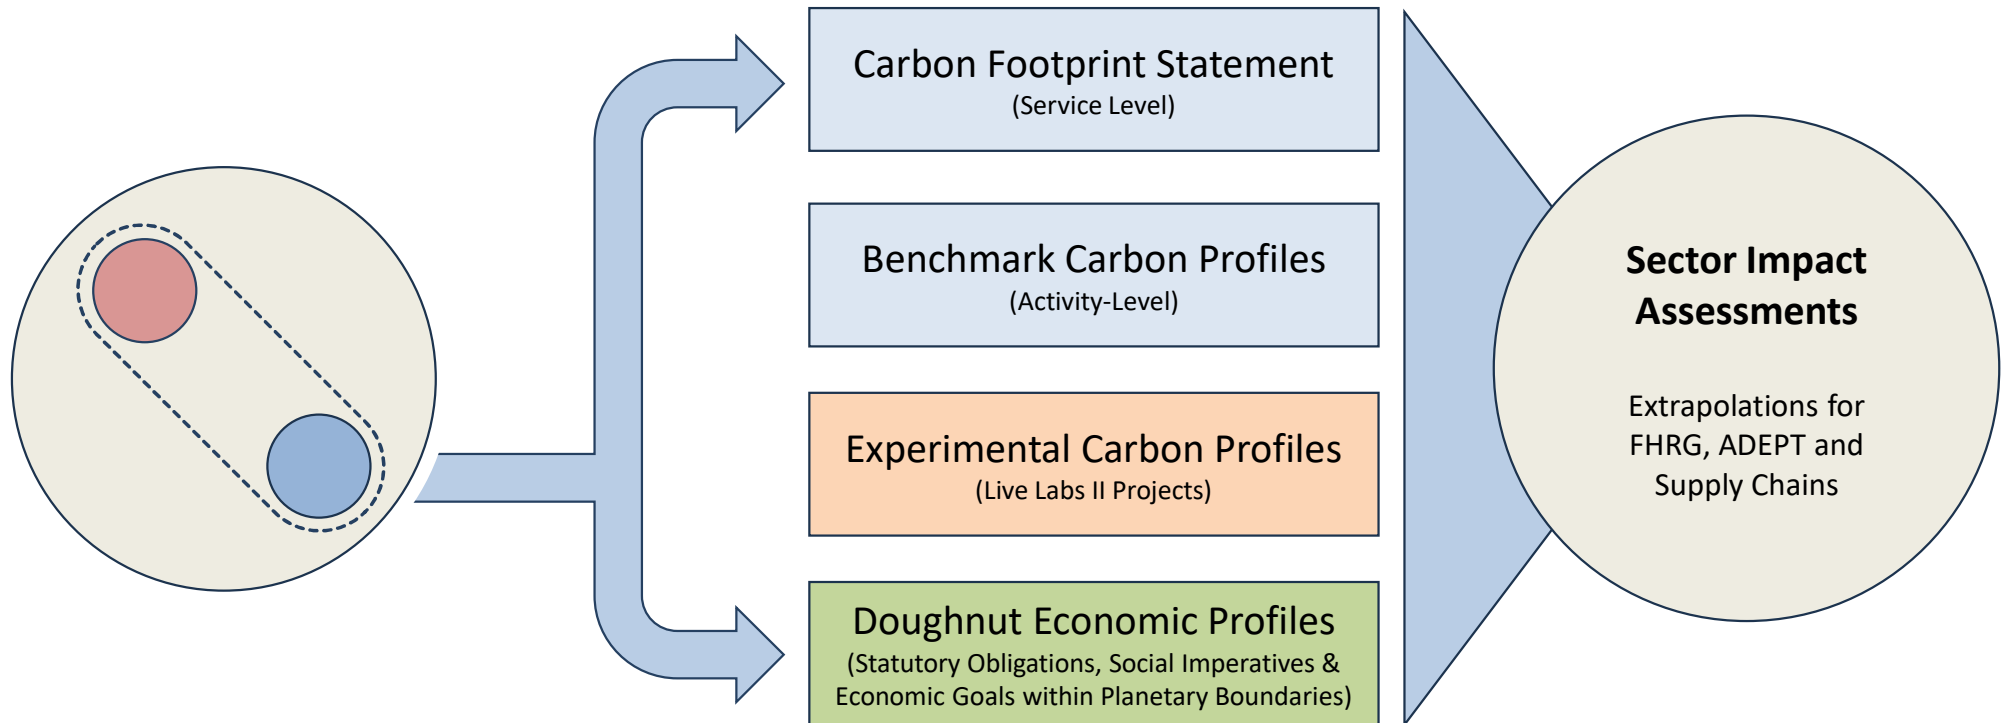 Carbon Footprint Statement
(Service Level)
Benchmark Carbon Profiles
(Activity-Level)
Experimental Carbon Profiles
(Live Labs II Projects)
Doughnut Economic Profiles
(Statutory Obligations, Social Imperatives &
Economic Goals within Planetary Boundaries)
Sector Impact
Assessments
Extrapolations for
FHRG, ADEPT and
Supply Chains